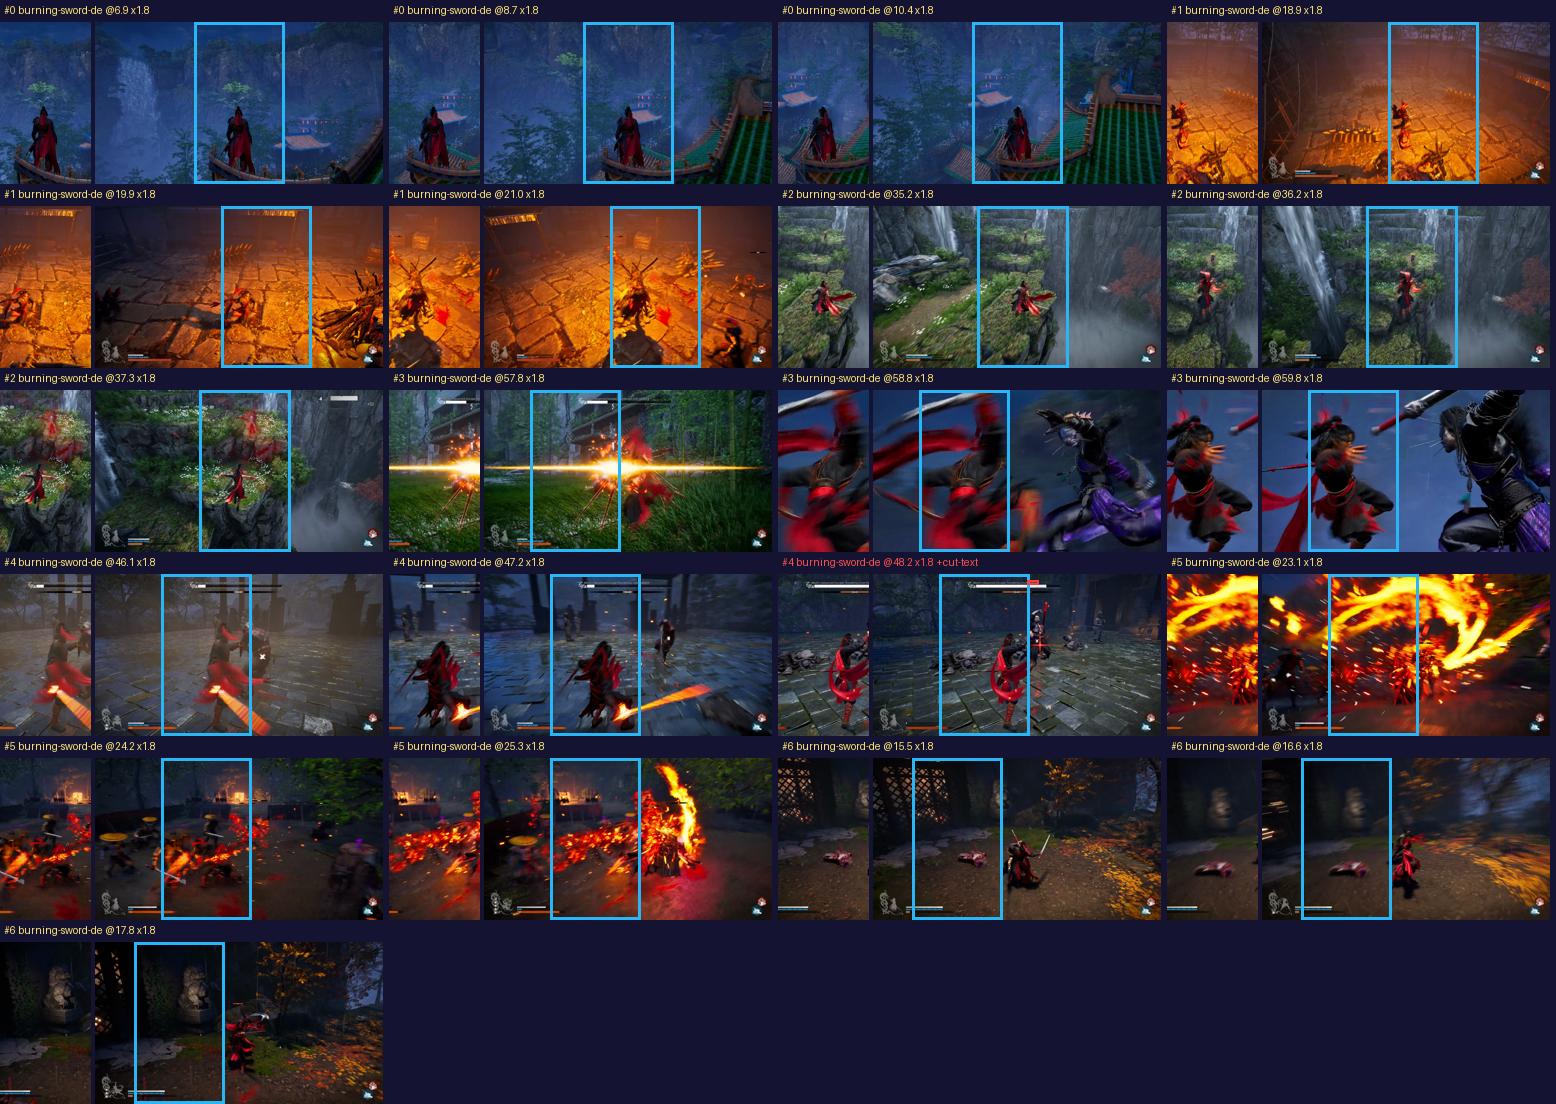 #0 burning-sword-de @6.9 x1.8
#0 burning-sword-de @8.7 x1.8
#0 burning-sword-de @10.4 x1.8
#1 burning-sword-de @18.9 x1.8
#1 burning-sword-de @19.9 x1.8
#1 burning-sword-de @21.0 x1.8
#2 burning-sword-de @35.2 x1.8
#2 burning-sword-de @36.2 x1.8
#2 burning-sword-de @37.3 x1.8
#3 burning-sword-de @57.8 x1.8
#3 burning-sword-de @58.8 x1.8
#3 burning-sword-de @59.8 x1.8
#4 burning-sword-de @46.1 x1.8
#4 burning-sword-de @47.2 x1.8
#4 burning-sword-de @48.2 x1.8 +cut-text
#5 burning-sword-de @23.1 x1.8
#5 burning-sword-de @24.2 x1.8
#5 burning-sword-de @25.3 x1.8
#6 burning-sword-de @15.5 x1.8
#6 burning-sword-de @16.6 x1.8
#6 burning-sword-de @17.8 x1.8